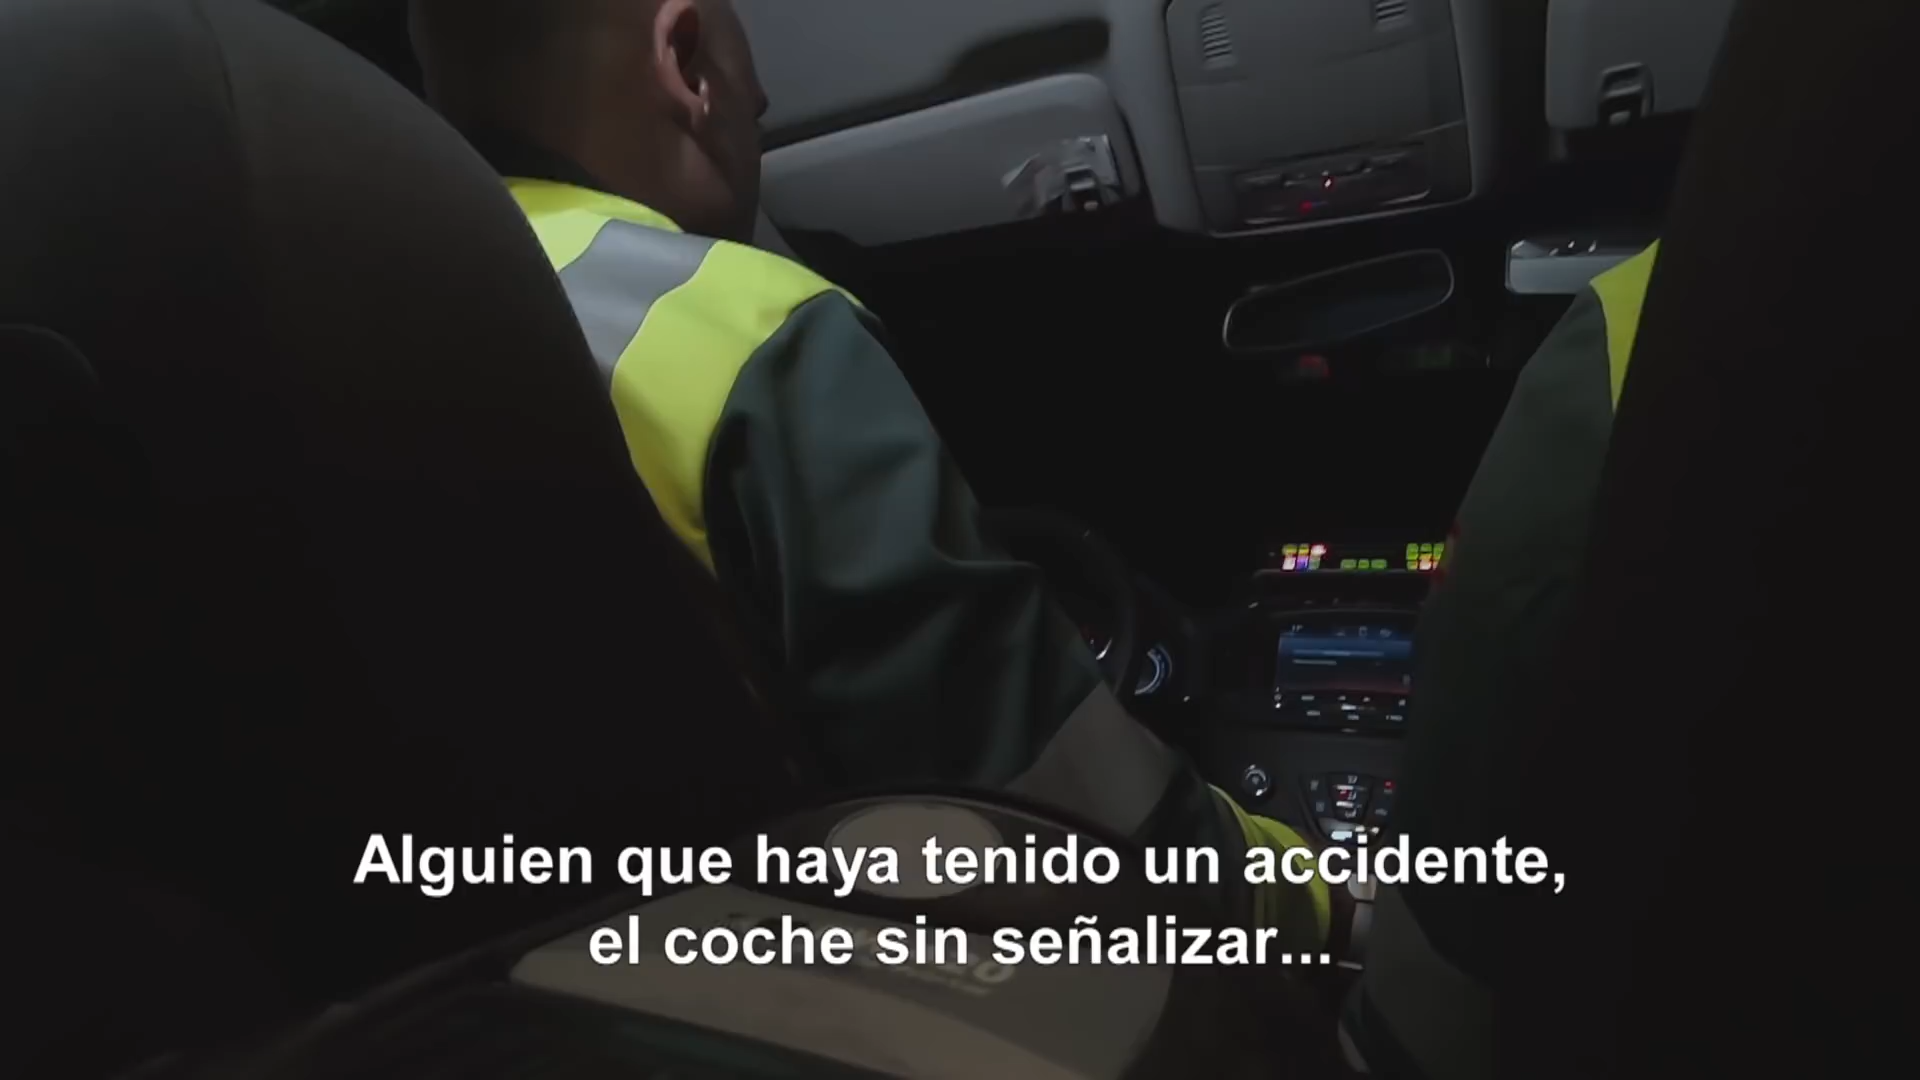 Alguien que haya tenido un accidente,
el coche sin señalizar...